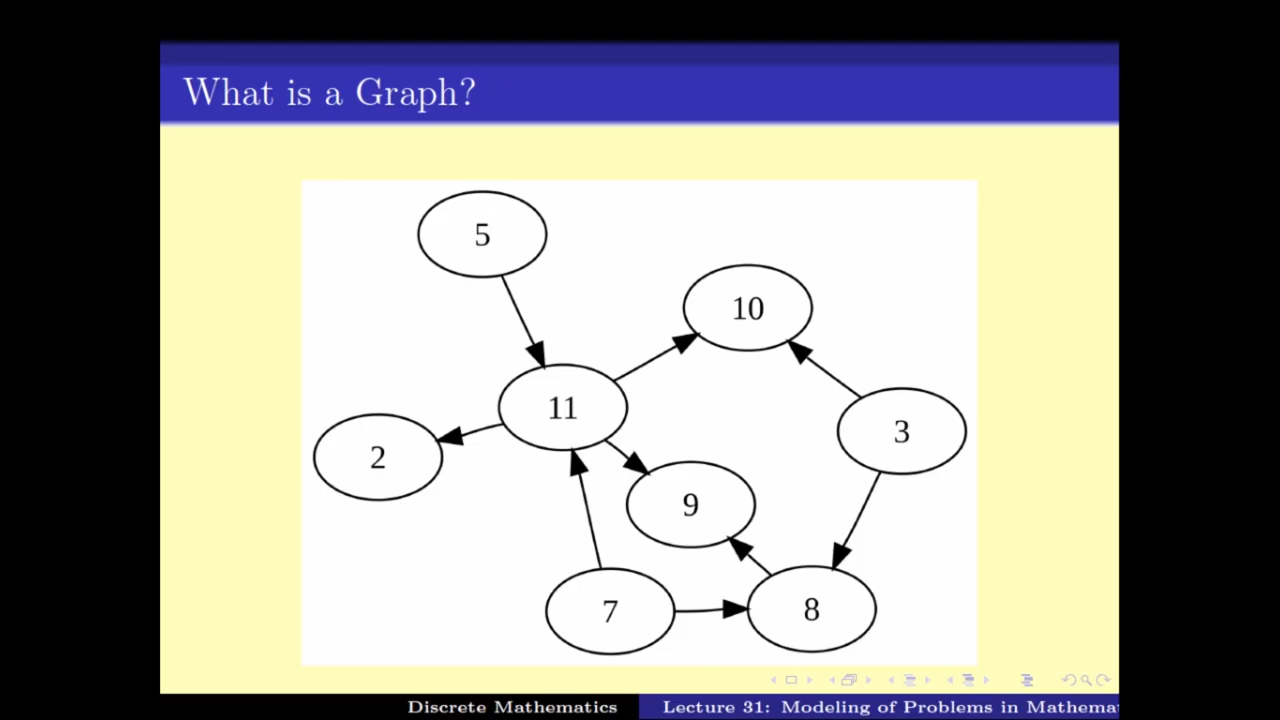 What is a Graph?
5
10
11
3
2
9
7
8
Discrete Mathematics
Lecture 31: Modeling of Problems in Mathema